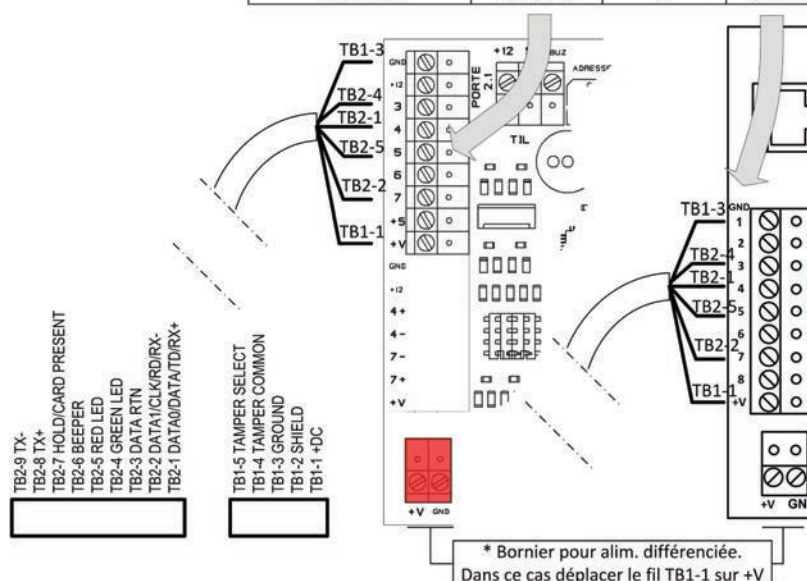 TB1-3
TB2-4
TB2-1
TB2-5
TB2-2
TB1-1
GND
+12
3
4
5
6
7
+5
+V
GND
+12
4+
4-
7-
7+
+V
+V GND
PORTE
2.1
+12
BUZ
ADRESSE
TIL
TB1-3
TB2-4
TB2-1
TB2-5
TB2-2
TB1-1
GND
1
2
3
4
5
6
7
8
+V
+V GN
TB2-9 TX-
TB2-8 TX+
TB2-7 HOLD/CARD PRESENT
TB2-6 BEEPER
TB2-5 RED LED
TB2-4 GREEN LED
TB2-3 DATA RTN
TB2-2 DATA1/CLK/RD/RX-
TB2-1 DATA0/DATA/TD/RX+
TB1-5 TAMPER SELECT
TB1-4 TAMPER COMMON
TB1-3 GROUND
TB1-2 SHIELD
TB1-1 +DC
* Bornier pour alim. différenciée.
Dans ce cas déplacer le fil TB1-1 sur +V